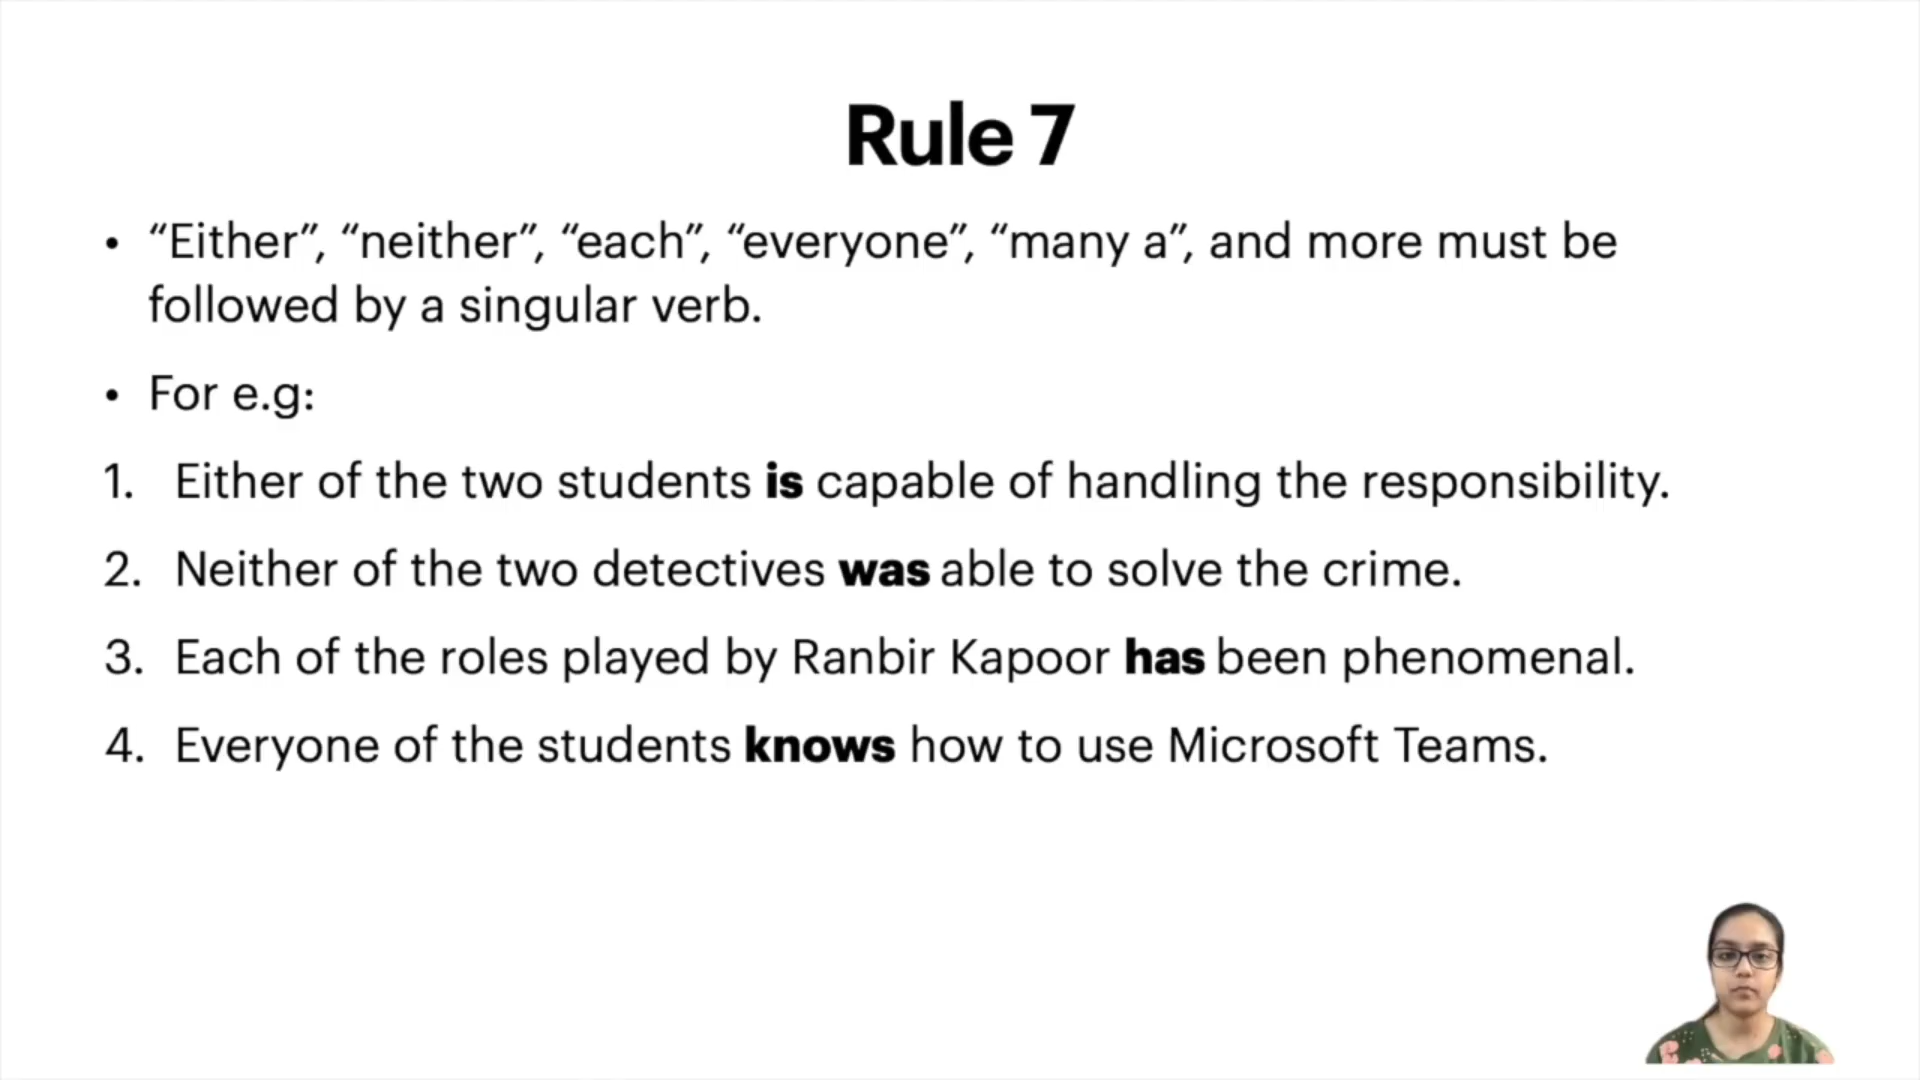 Rule 7
• “Either”, “neither”, “each”, “everyone”, “many a”, and more must be
followed by a singular verb.
• For e.g:
1. Either of the two students is capable of handling the responsibility.
2. Neither of the two detectives was able to solve the crime.
3. Each of the roles played by Ranbir Kapoor has been phenomenal.
4. Everyone of the students knows how to use Microsoft Teams.